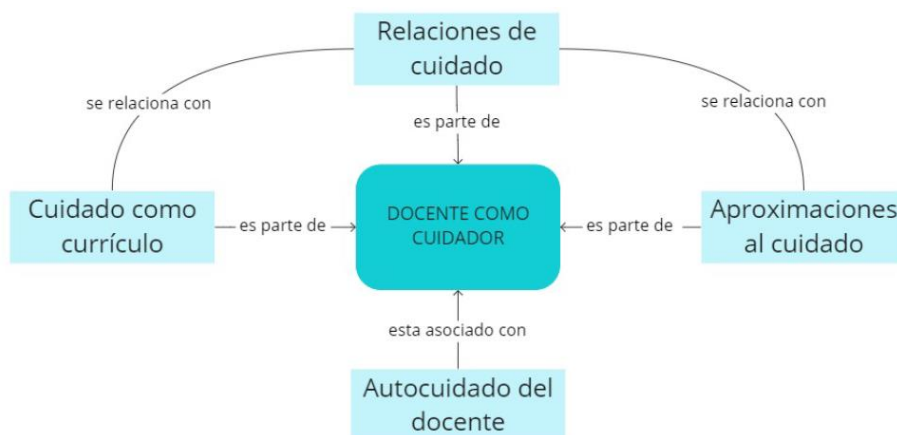 Relaciones de
cuidado
se relaciona con
se relaciona con
es parte de
Cuidado como
currículo
es parte de
DOCENTE COMO
CUIDADOR
es parte de
Aproximaciones
al cuidado
esta asociado con
Autocuidado del
docente